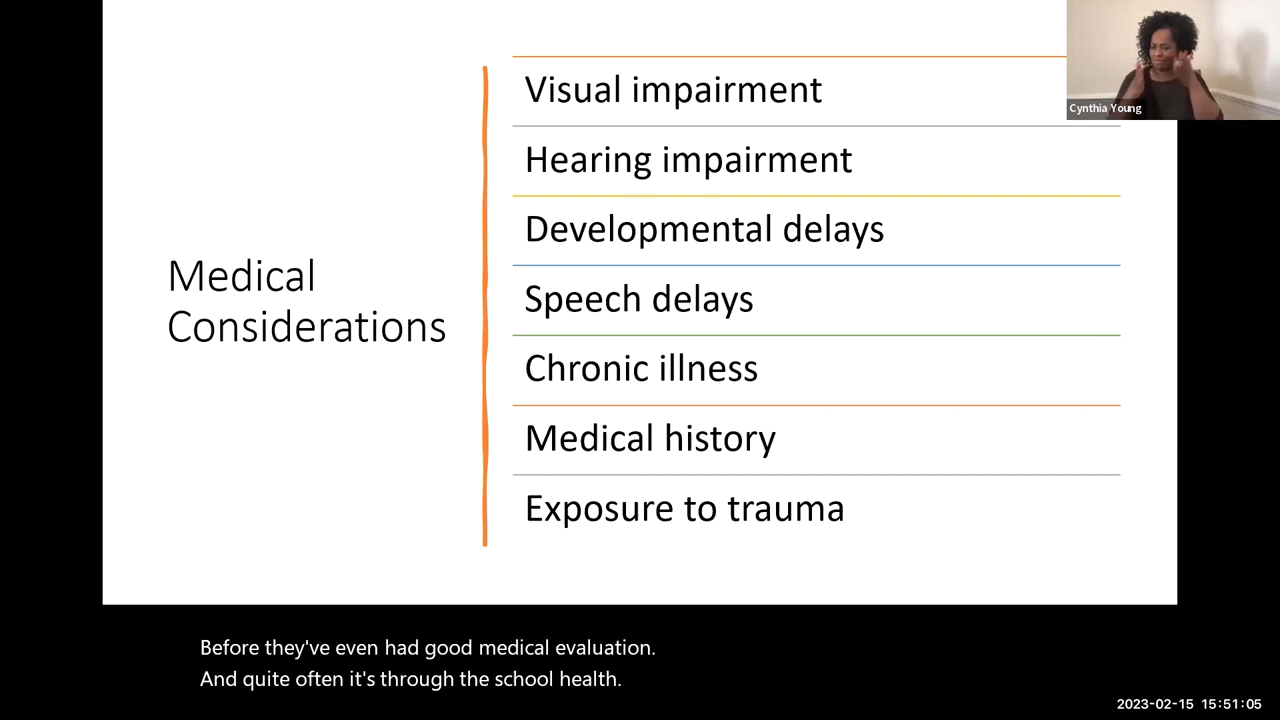 Medical
Considerations
Visual impairment
Hearing impairment
Developmental delays
Speech delays
Chronic illness
Medical history
Exposure to trauma
Cynthia Young
Before they've even had good medical evaluation.
And quite often it's through the school health.
2023-02-15 15:51:05